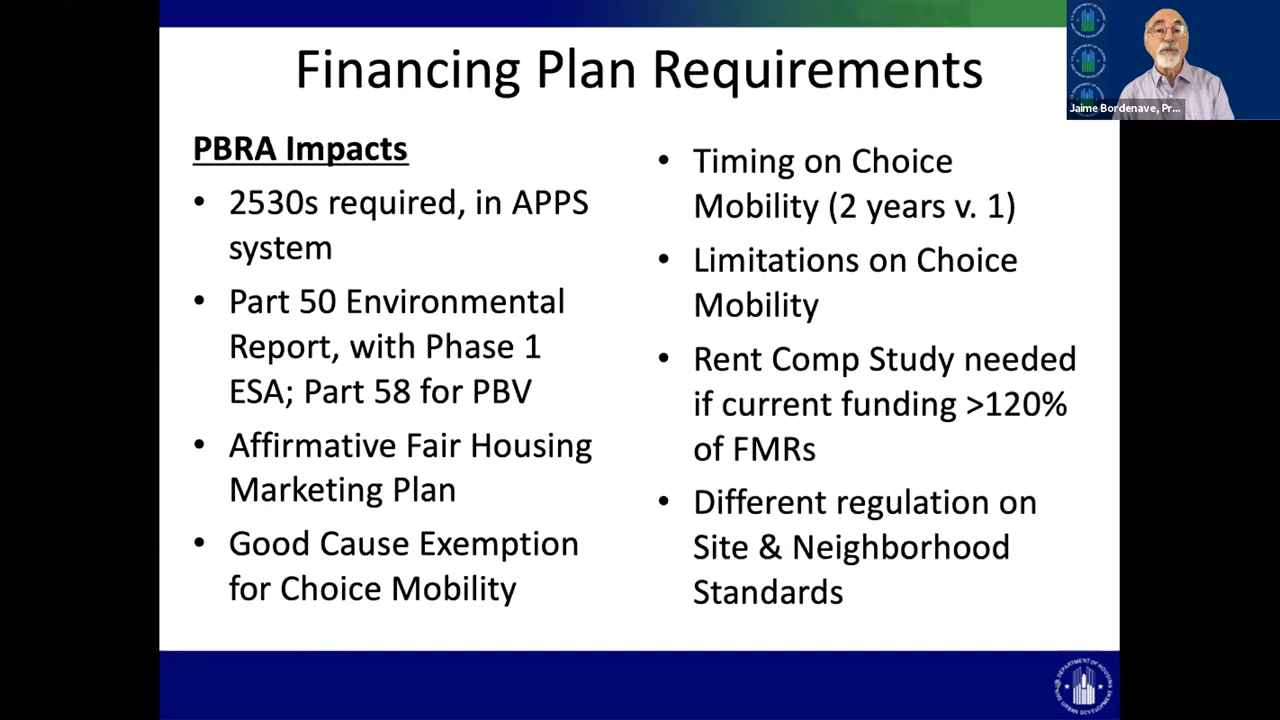 Financing Plan Requirements
PBRA Impacts
• 2530s required, in APPS
system
• Part 50 Environmental
Report, with Phase 1
ESA; Part 58 for PBV
• Affirmative Fair Housing
Marketing Plan
• Good Cause Exemption
for Choice Mobility
• Timing on Choice
Mobility (2 years v. 1)
• Limitations on Choice
Mobility
• Rent Comp Study needed
if current funding >120%
of FMRs
• Different regulation on
Site & Neighborhood
Standards
Jaime Bordenave, Pr...